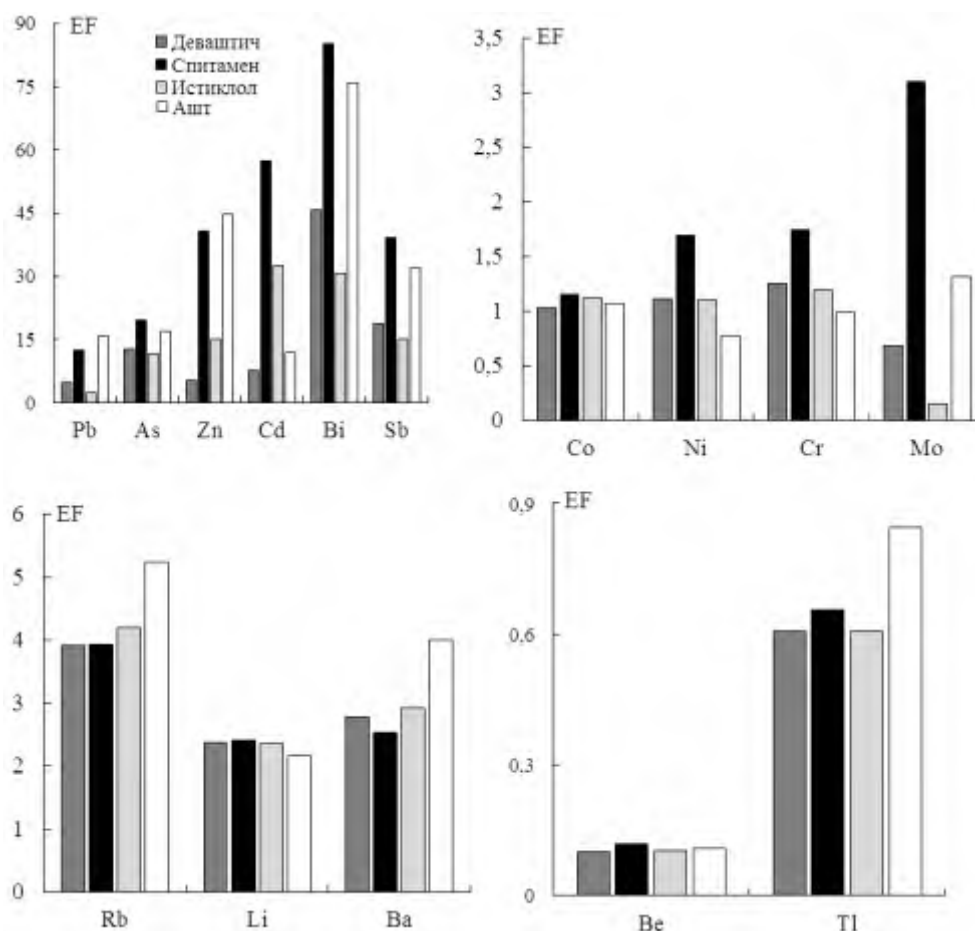 EF
90
75
60
45
30
15
0
Деваштич
Спитамен
Истиклол
Ашт
Pb As Zn Cd Bi Sb
EF
3,5
3
2,5
2
1,5
1
0,5
0
Co Ni Cr Mo
EF
6
5
4
3
2
1
0
Rb Li Ba
EF
0,9
0,6
0,3
0
Be Tl